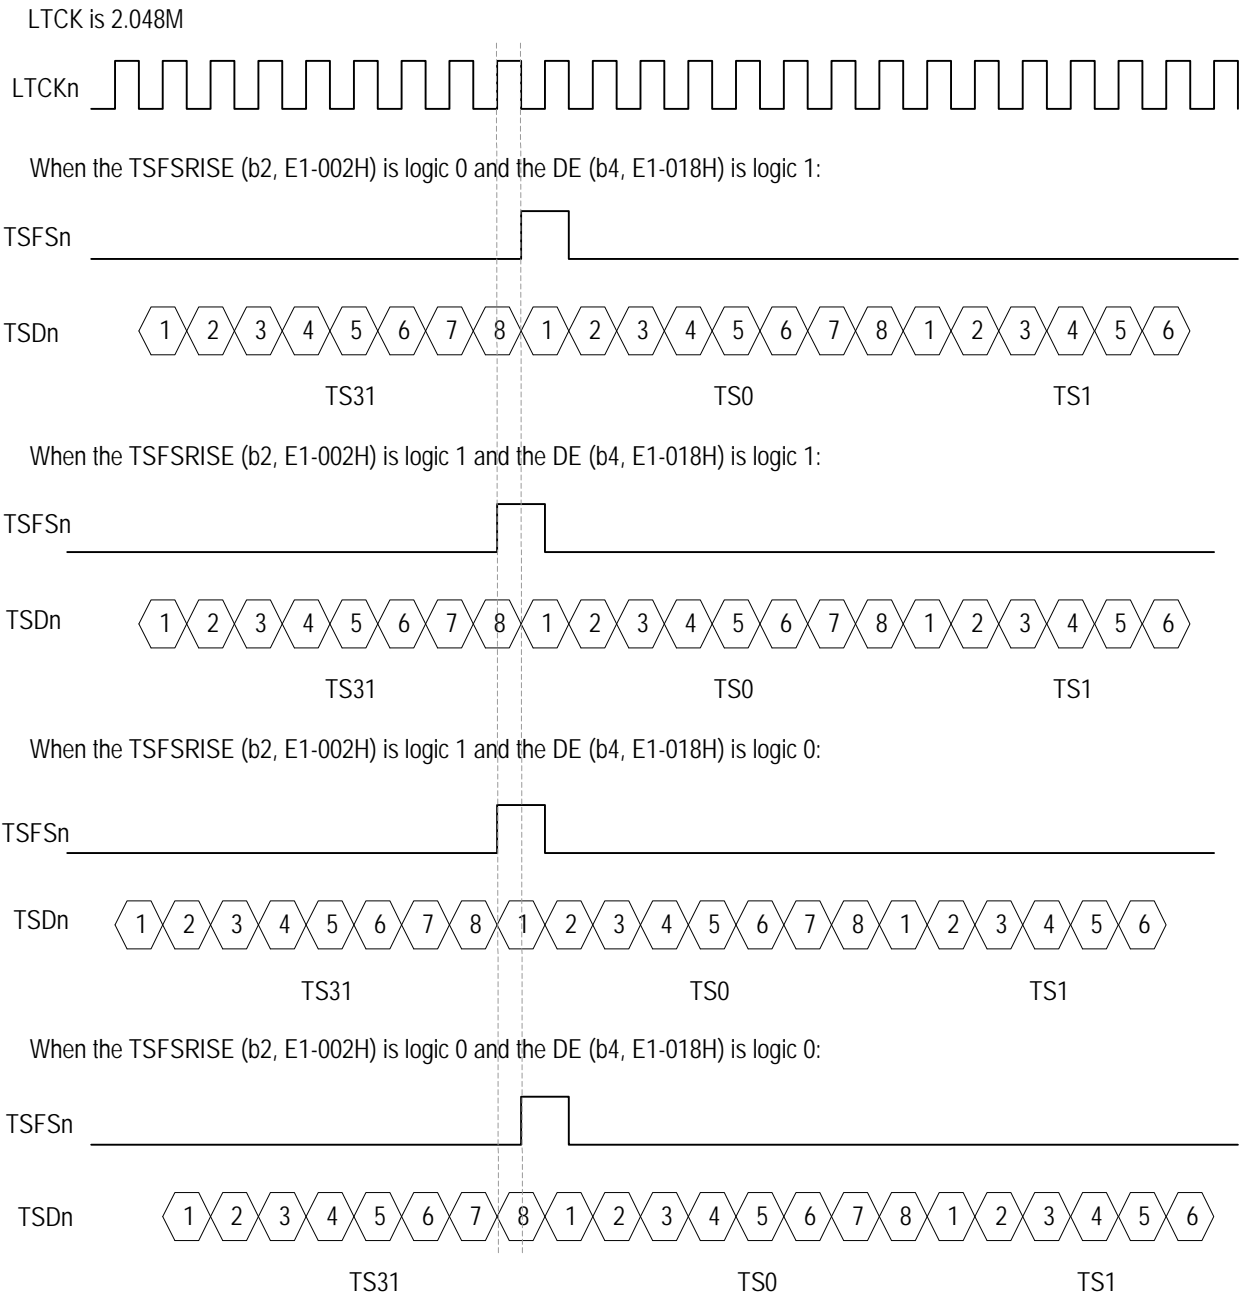 LTCK is 2.048M
LTCKn
When the TSFSRISE (b2, E1-002H) is logic 0 and the DE (b4, E1-018H) is logic 1:
TSFSn
TSDn 1 2 3 4 5 6 7 8 1 2 3 4 5 6 7 8 1 2 3 4 5 6
TS31 TS0 TS1
When the TSFSRISE (b2, E1-002H) is logic 1 and the DE (b4, E1-018H) is logic 1:
TSFSn
TSDn 1 2 3 4 5 6 7 8 1 2 3 4 5 6 7 8 1 2 3 4 5 6
TS31 TS0 TS1
When the TSFSRISE (b2, E1-002H) is logic 1 and the DE (b4, E1-018H) is logic 0:
TSFSn
TSDn 1 2 3 4 5 6 7 8 1 2 3 4 5 6 7 8 1 2 3 4 5 6
TS31 TS0 TS1
When the TSFSRISE (b2, E1-002H) is logic 0 and the DE (b4, E1-018H) is logic 0:
TSFSn
TSDn 1 2 3 4 5 6 7 8 1 2 3 4 5 6 7 8 1 2 3 4 5 6
TS31 TS0 TS1